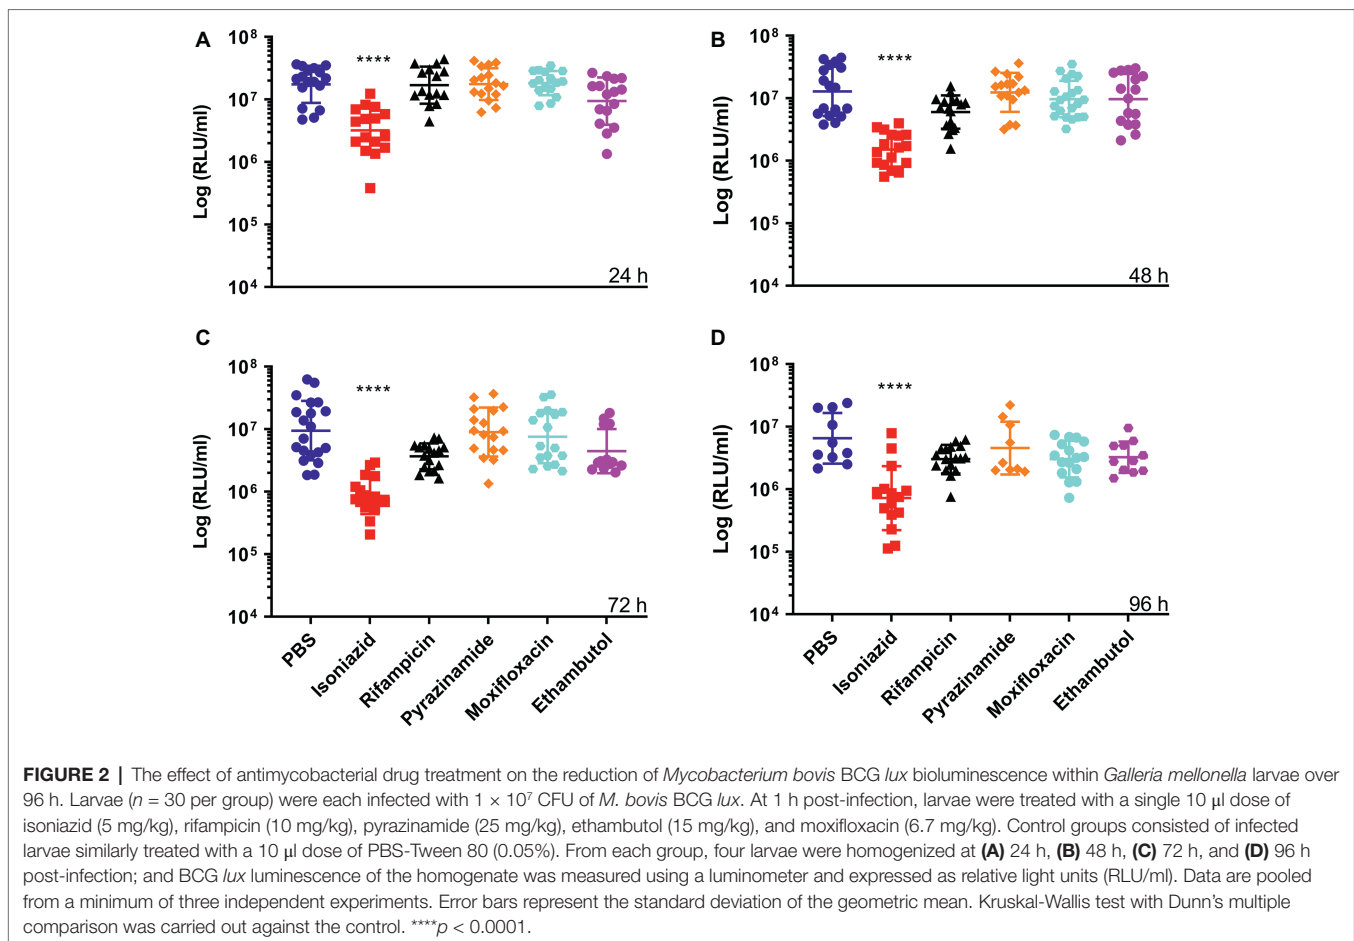 A
B
10⁸
10⁷
10⁶
10⁵
10⁴
Log (RLU/ml)
****
24 h
10⁸
10⁷
10⁶
10⁵
10⁴
Log (RLU/ml)
****
48 h
C
D
10⁸
10⁷
10⁶
10⁵
10⁴
Log (RLU/ml)
****
72 h
PBS
Isoniazid
Rifampicin
Pyrazinamide
Moxifloxacin
Ethambutol
10⁸
10⁷
10⁶
10⁵
10⁴
Log (RLU/ml)
****
96 h
PBS
Isoniazid
Rifampicin
Pyrazinamide
Moxifloxacin
Ethambutol
FIGURE 2 | The effect of antimycobacterial drug treatment on the reduction of Mycobacterium bovis BCG lux bioluminescence within Galleria mellonella larvae over
96 h. Larvae (n = 30 per group) were each infected with 1 × 10⁷ CFU of M. bovis BCG lux. At 1 h post-infection, larvae were treated with a single 10 μl dose of
isoniazid (5 mg/kg), rifampicin (10 mg/kg), pyrazinamide (25 mg/kg), ethambutol (15 mg/kg), and moxifloxacin (6.7 mg/kg). Control groups consisted of infected
larvae similarly treated with a 10 μl dose of PBS-Tween 80 (0.05%). From each group, four larvae were homogenized at (A) 24 h, (B) 48 h, (C) 72 h, and (D) 96 h
post-infection; and BCG lux luminescence of the homogenate was measured using a luminometer and expressed as relative light units (RLU/ml). Data are pooled
from a minimum of three independent experiments. Error bars represent the standard deviation of the geometric mean. Kruskal-Wallis test with Dunn's multiple
comparison was carried out against the control. ****p < 0.0001.